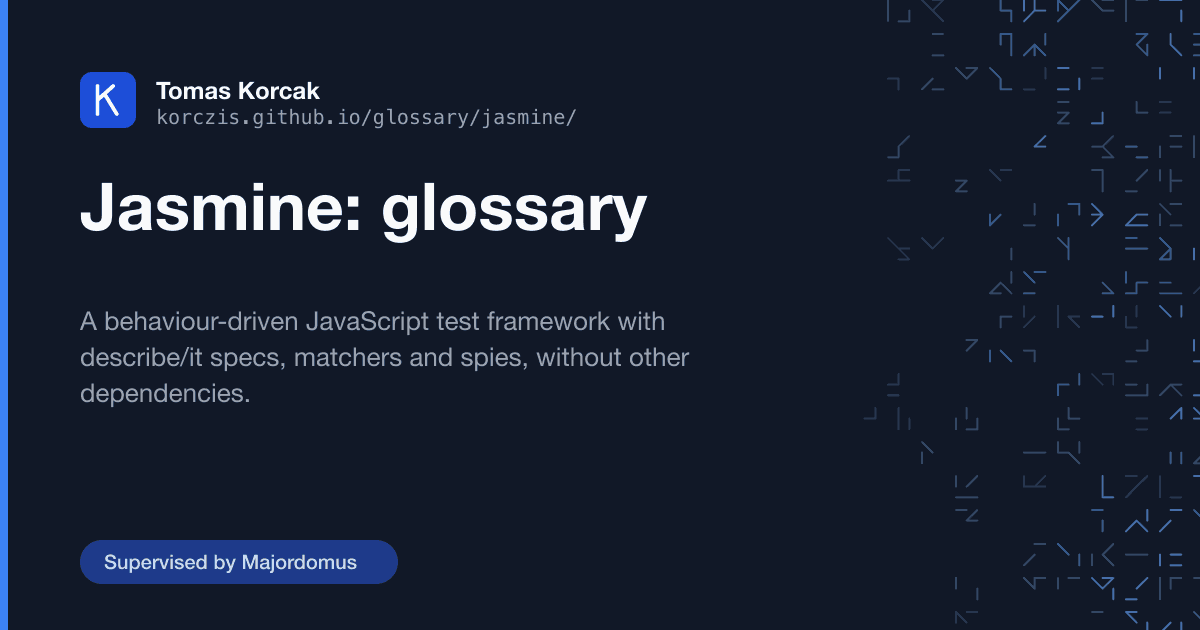 K
Tomas Korcak
korczis.github.io/glossary/jasmine/
Jasmine: glossary
A behaviour-driven JavaScript test framework with
describe/it specs, matchers and spies, without other
dependencies.
Supervised by Majordomus